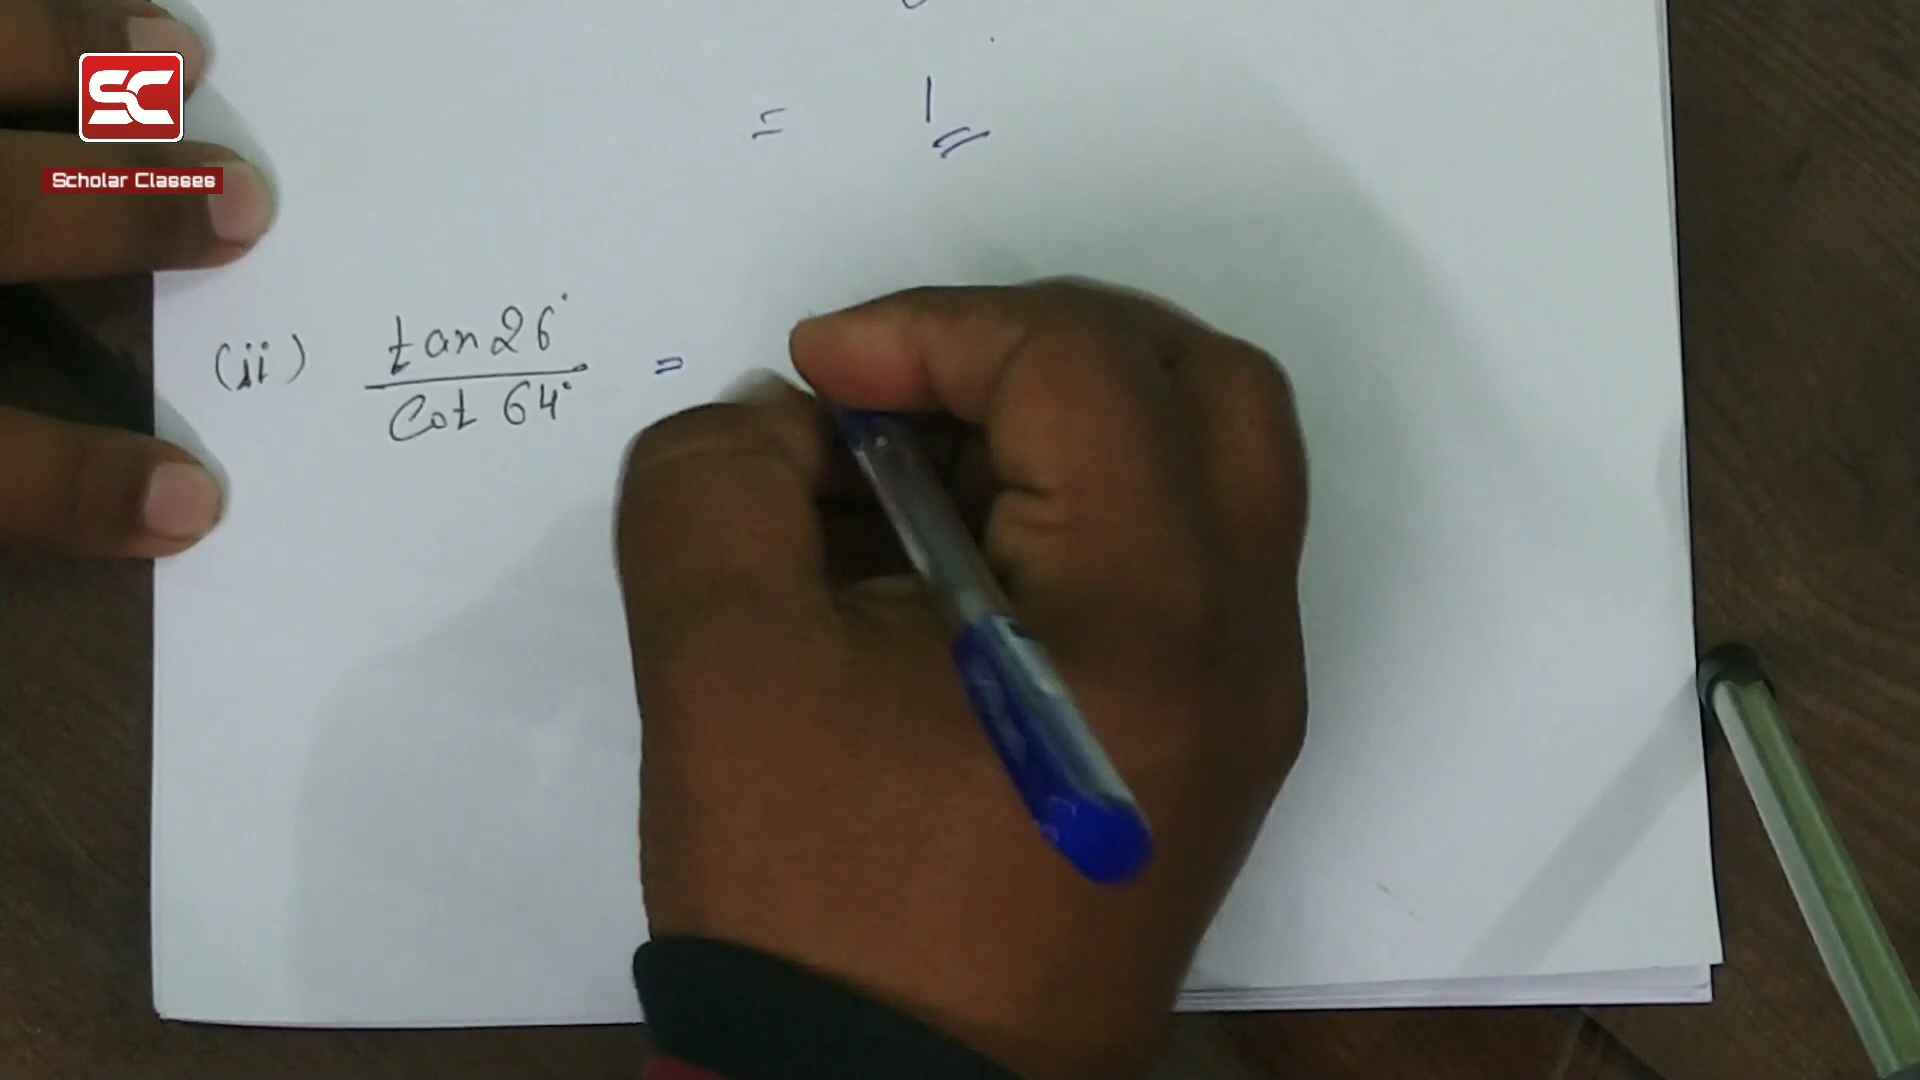 SC
Scholar Classes
= 1
(ii) tan 26° / Cot 64° =